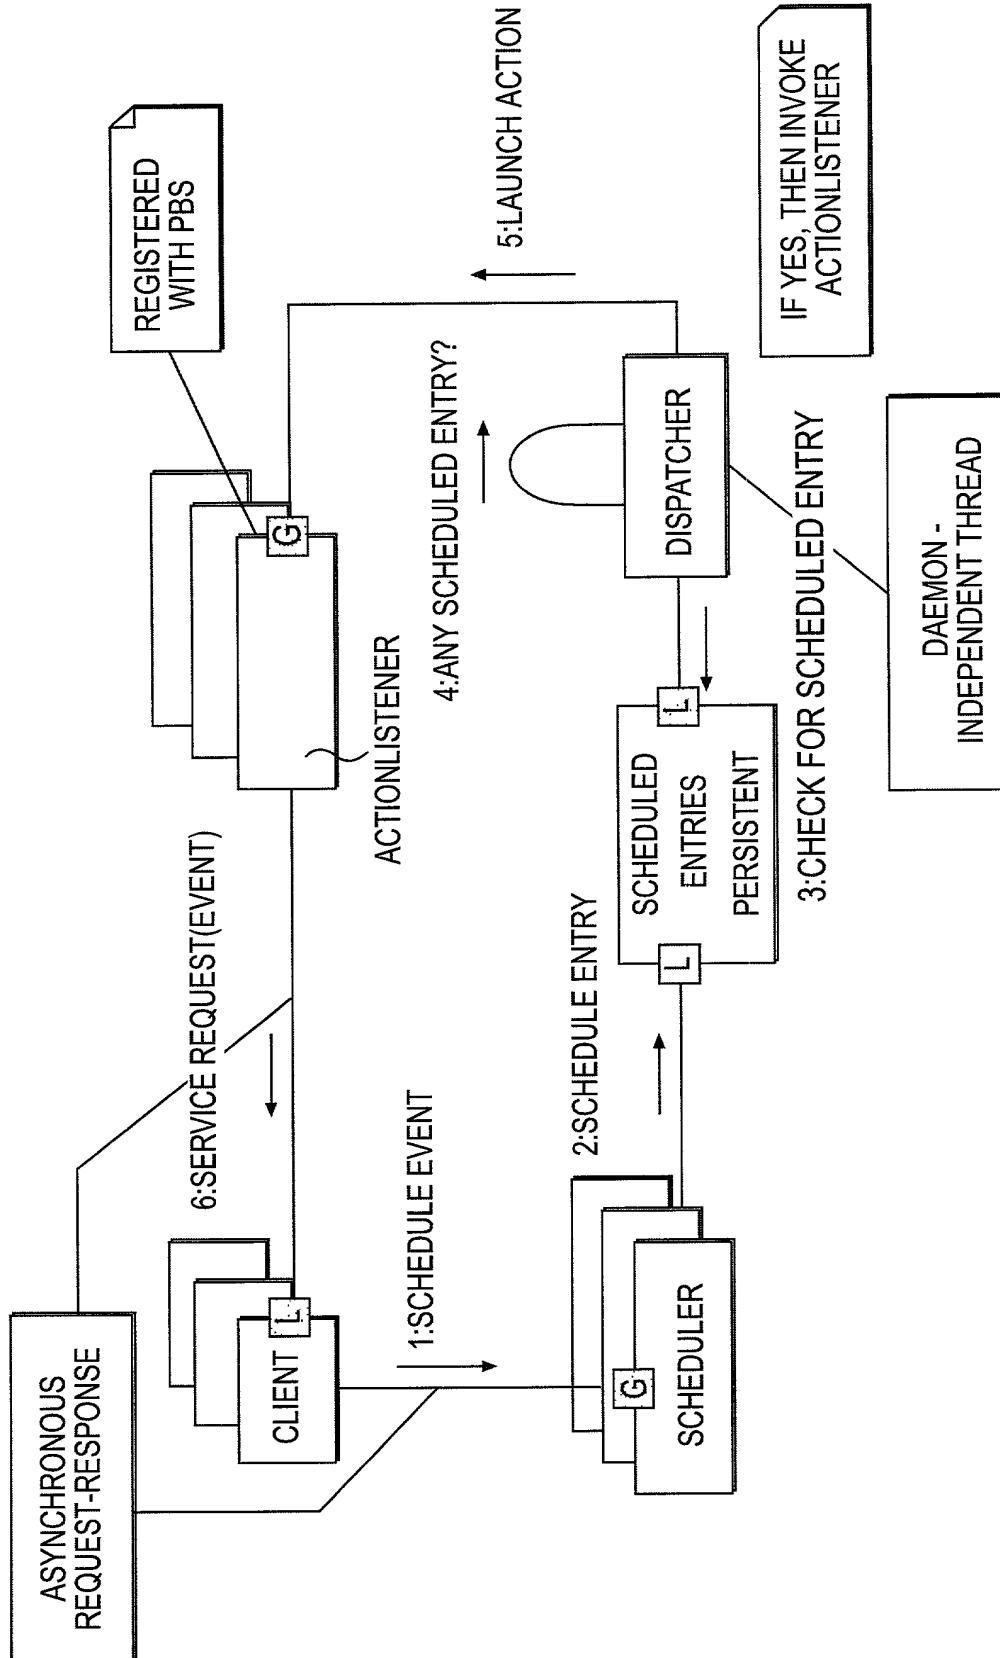 ASYNCHRONOUS
REQUEST-RESPONSE
6:SERVICE REQUEST(EVENT)
REGISTERED
WITH PBS
CLIENT
L
G
ACTIONLISTENER
1:SCHEDULE EVENT
4:ANY SCHEDULED ENTRY?
5:LAUNCH ACTION
G
SCHEDULER
2:SCHEDULE ENTRY
L
SCHEDULED
ENTRIES
PERSISTENT
L
DISPATCHER
3:CHECK FOR SCHEDULED ENTRY
IF YES, THEN INVOKE
ACTIONLISTENER
DAEMON -
INDEPENDENT THREAD